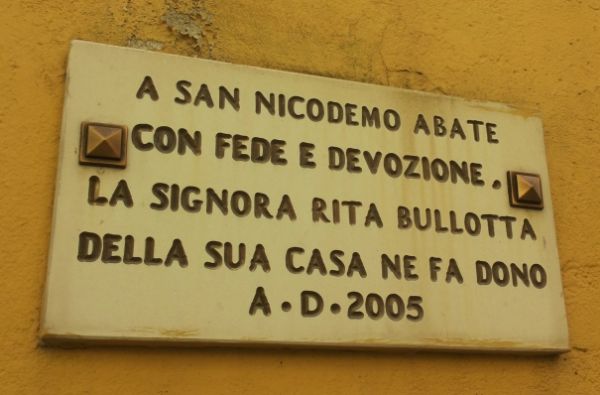 A SAN NICODEMO ABATE
CON FEDE E DEVOZIONE.
LA SIGNORA RITA BULLOTTA
DELLA SUA CASA NE FA DONO
A.D.2005